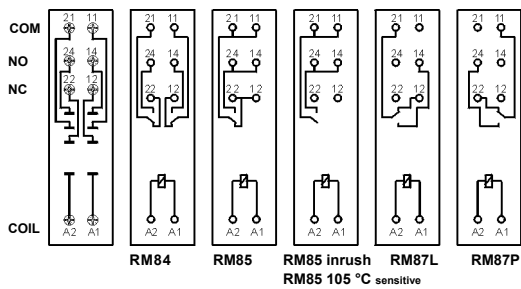 21 11 21 11 21 11 21 11 21 11 21 11
COM
24 14 24 14 24 14 24 14 24 14 24 14
NO
22 12 22 12 22 12 22 12 22 12 22 12
NC
COIL
A2 A1 A2 A1 A2 A1 A2 A1 A2 A1 A2 A1
RM84 RM85 RM85 inrush RM87L RM87P
RM85 105 °C sensitive